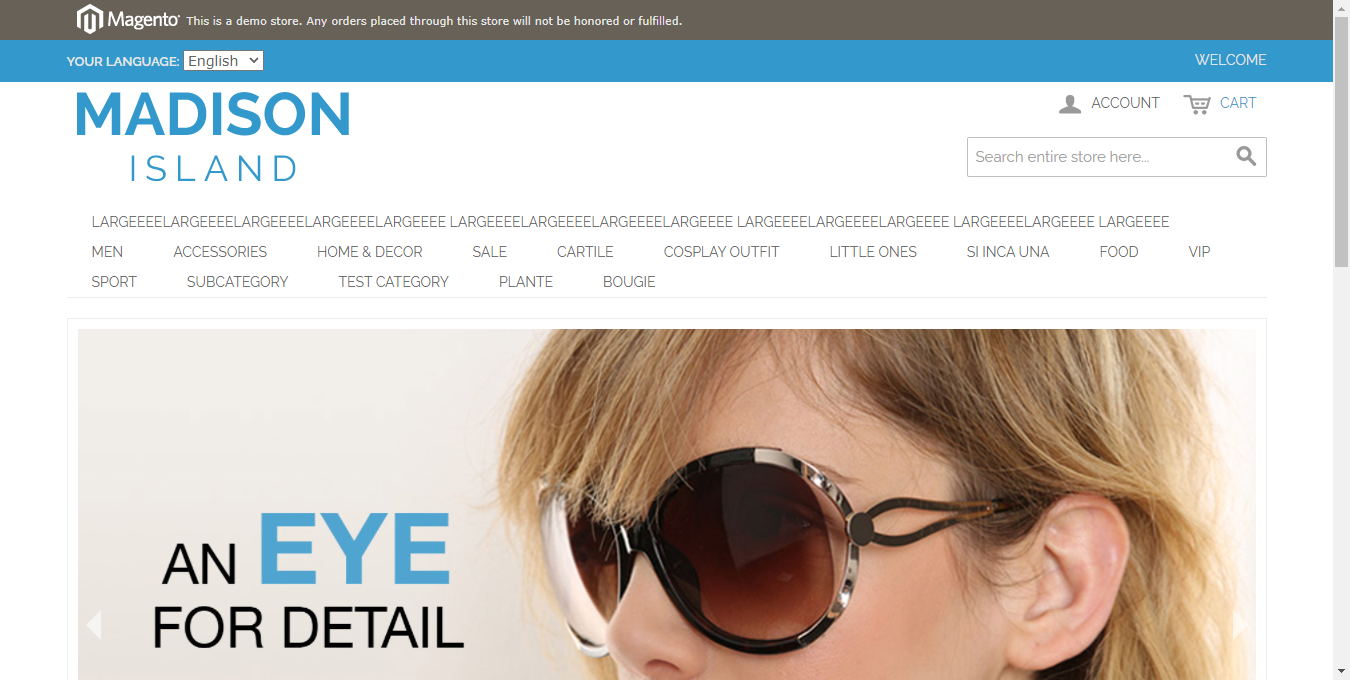 Magento® This is a demo store. Any orders placed through this store will not be honored or fulfilled.
YOUR LANGUAGE: English WELCOME
MADISON
ISLAND
ACCOUNT CART
Search entire store here...
LARGEEEELARGEEEELARGEEEELARGEEEELARGEEEE LARGEEEELARGEEEELARGEEEELARGEEEE LARGEEEELARGEEEELARGEEEE LARGEEEELARGEEEE LARGEEEE
MEN ACCESSORIES HOME & DECOR SALE CARTILE COSPLAY OUTFIT LITTLE ONES SI INCA UNA FOOD VIP
SPORT SUBCATEGORY TEST CATEGORY PLANTE BOUGIE
AN EYE
FOR DETAIL